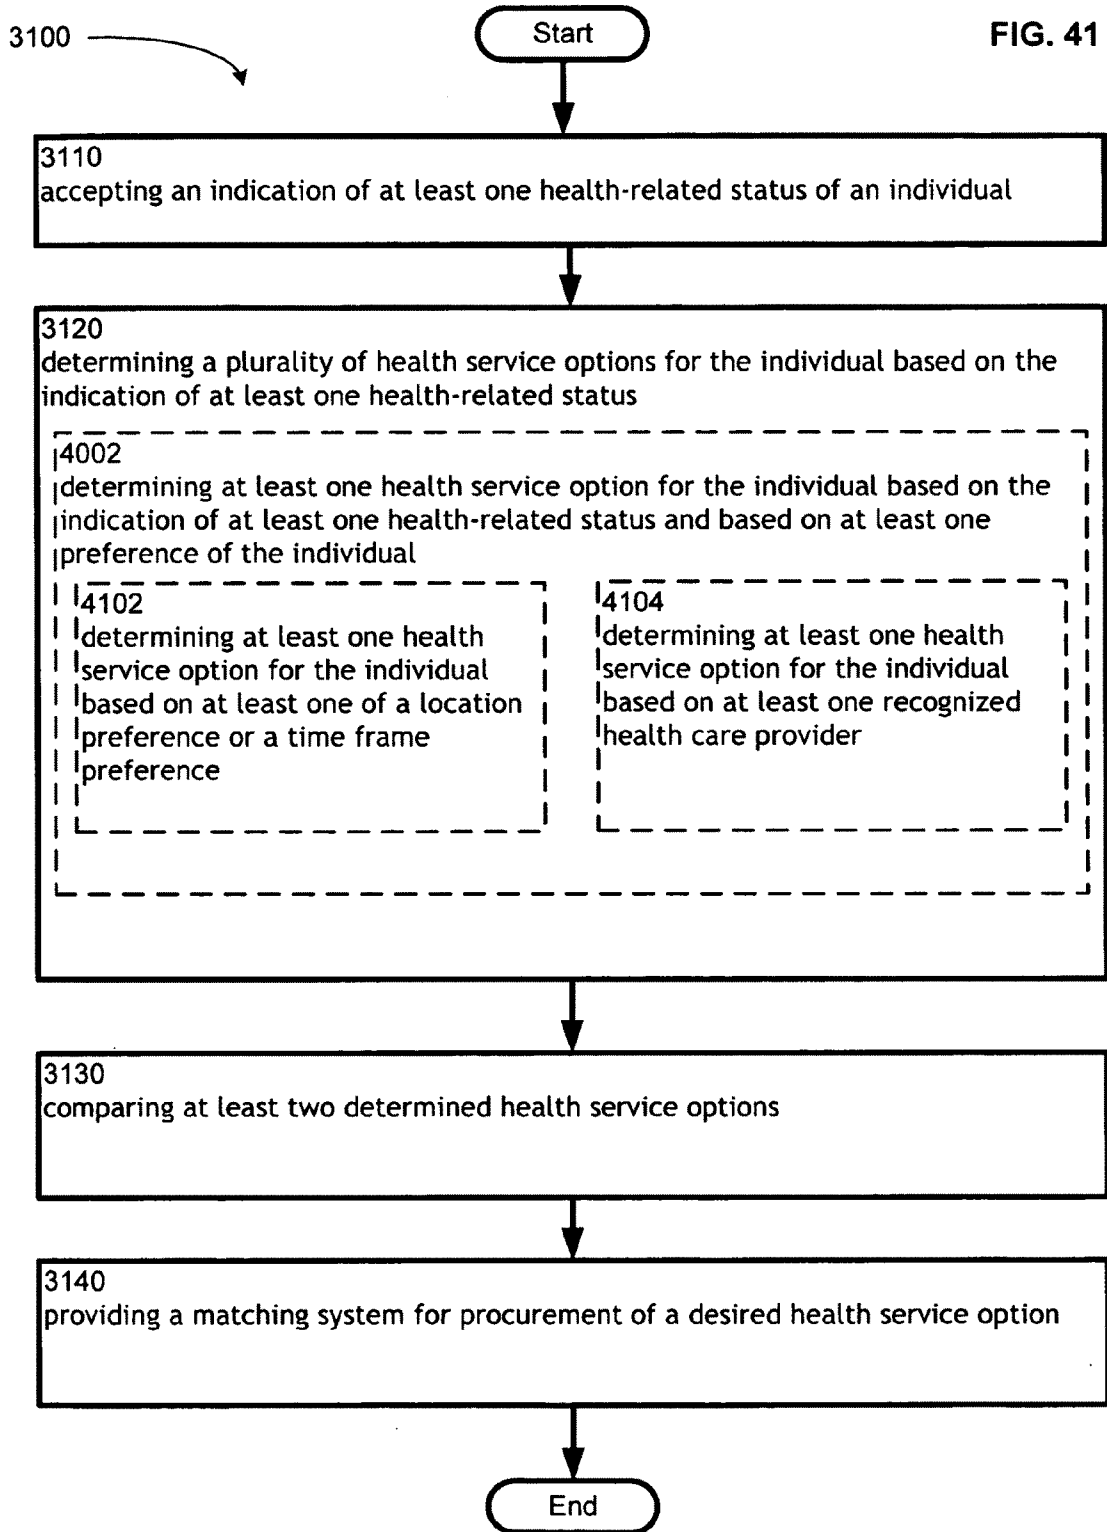 3100
Start
FIG. 41
3110
accepting an indication of at least one health-related status of an individual
3120
determining a plurality of health service options for the individual based on the
indication of at least one health-related status
4002
determining at least one health service option for the individual based on the
indication of at least one health-related status and based on at least one
preference of the individual
4102
determining at least one health
service option for the individual
based on at least one of a location
preference or a time frame
preference
4104
determining at least one health
service option for the individual
based on at least one recognized
health care provider
3130
comparing at least two determined health service options
3140
providing a matching system for procurement of a desired health service option
End